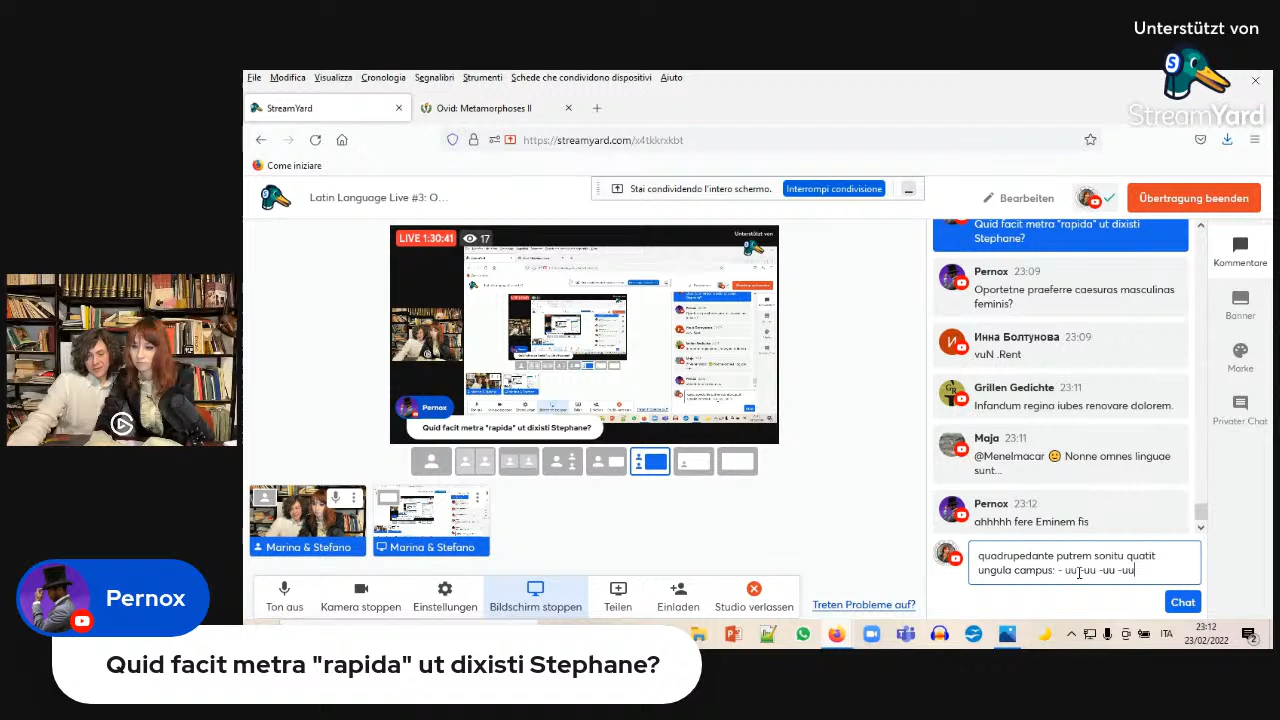 Unterstützt von
StreamYard
File Modifica Visualizza Cronologia Segnalibri Strumenti Schede che condividono dispositivi Aiuto
StreamYard
Ovid: Metamorphoses II
https://streamyard.com/x4tkkrxkbt
Come iniziare
Stai condividendo l'intero schermo.
Interrompi condivisione
Latin Language Live #3: O...
Bearbeiten
Übertragung beenden
LIVE 1:30:41
17
Unterstützt von
Pernox
Quid facit metra "rapida" ut dixisti Stephane?
Marina & Stefano
Marina & Stefano
Ton aus
Kamera stoppen
Einstellungen
Bildschirm stoppen
Teilen
Einladen
Studio verlassen
Treten Probleme auf?
Quid facit metra "rapida" ut dixisti
Stephane?
Pernox 23:09
Oportetne praeferre caesuras masculinas
feminis?
Инна Болтунова 23:09
vuN .Rent
Grillen Gedichte 23:11
Infandum regina iubes renovare dolorem.
Maja 23:11
@Menelmacar 🙂 Nonne omnes linguae
sunt...
Pernox 23:12
ahhhhh fere Eminem fis
quadrupedante putrem sonitu quatit
ungula campus: - uu-uu -uu -uu
Chat
Kommentare
Banner
Marke
Privater Chat
ITA
23:12
23/02/2022
2
Pernox
Quid facit metra "rapida" ut dixisti Stephane?